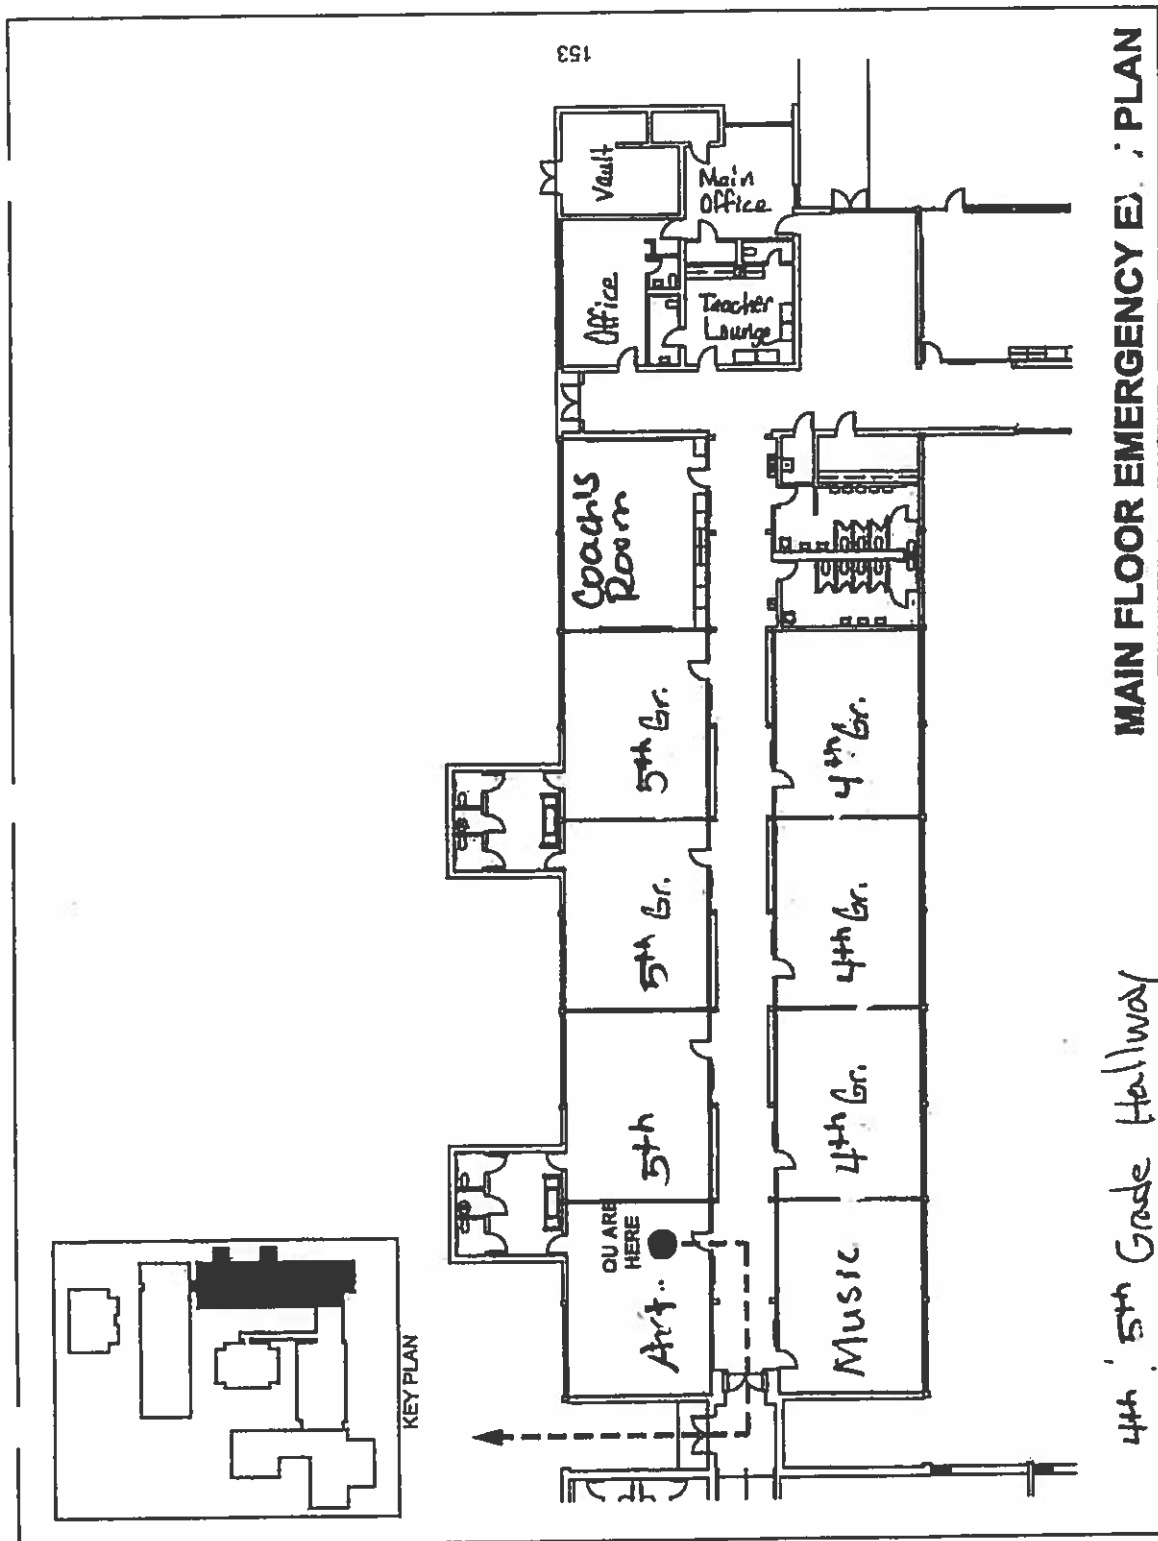 153
Vault
Main
Office
Office
Teacher
Lounge
Coach's
Room
5th Gr.
5th Gr.
5th
Art
OU ARE
HERE
4th Gr.
4th Gr.
4th Gr.
Music
KEY PLAN
MAIN FLOOR EMERGENCY PLAN
4th 5th Grade Hallway